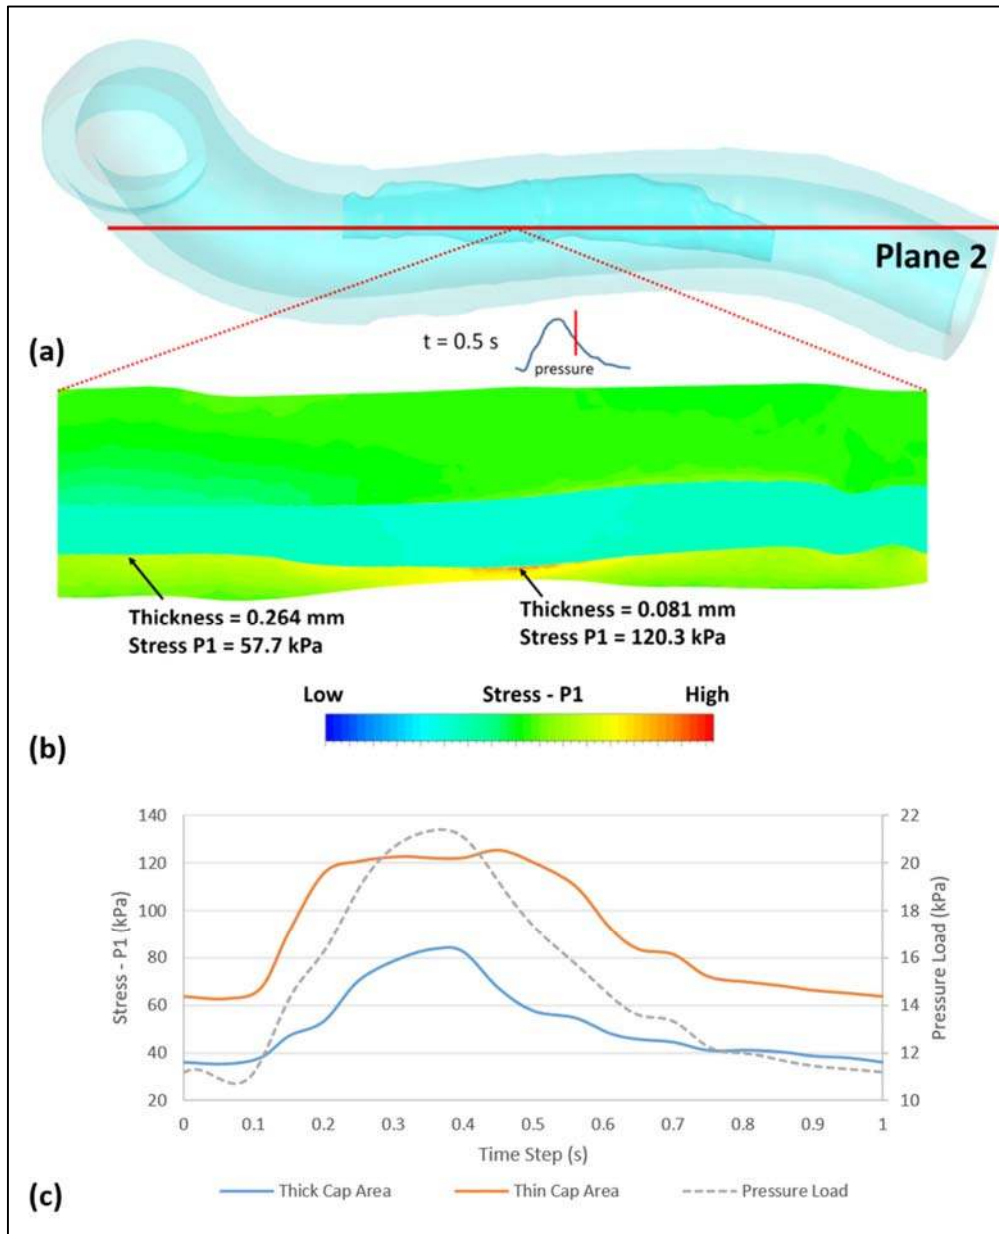 Plane 2
(a)
t = 0.5 s
pressure
Thickness = 0.264 mm
Stress P1 = 57.7 kPa
Thickness = 0.081 mm
Stress P1 = 120.3 kPa
Low Stress - P1 High
(b)
140 22
120 20
100 18
80 16
60 14
40 12
20 10
Stress - P1 (kPa)
Pressure Load (kPa)
0 0.1 0.2 0.3 0.4 0.5 0.6 0.7 0.8 0.9 1
Time Step (s)
(c)
Thick Cap Area Thin Cap Area Pressure Load